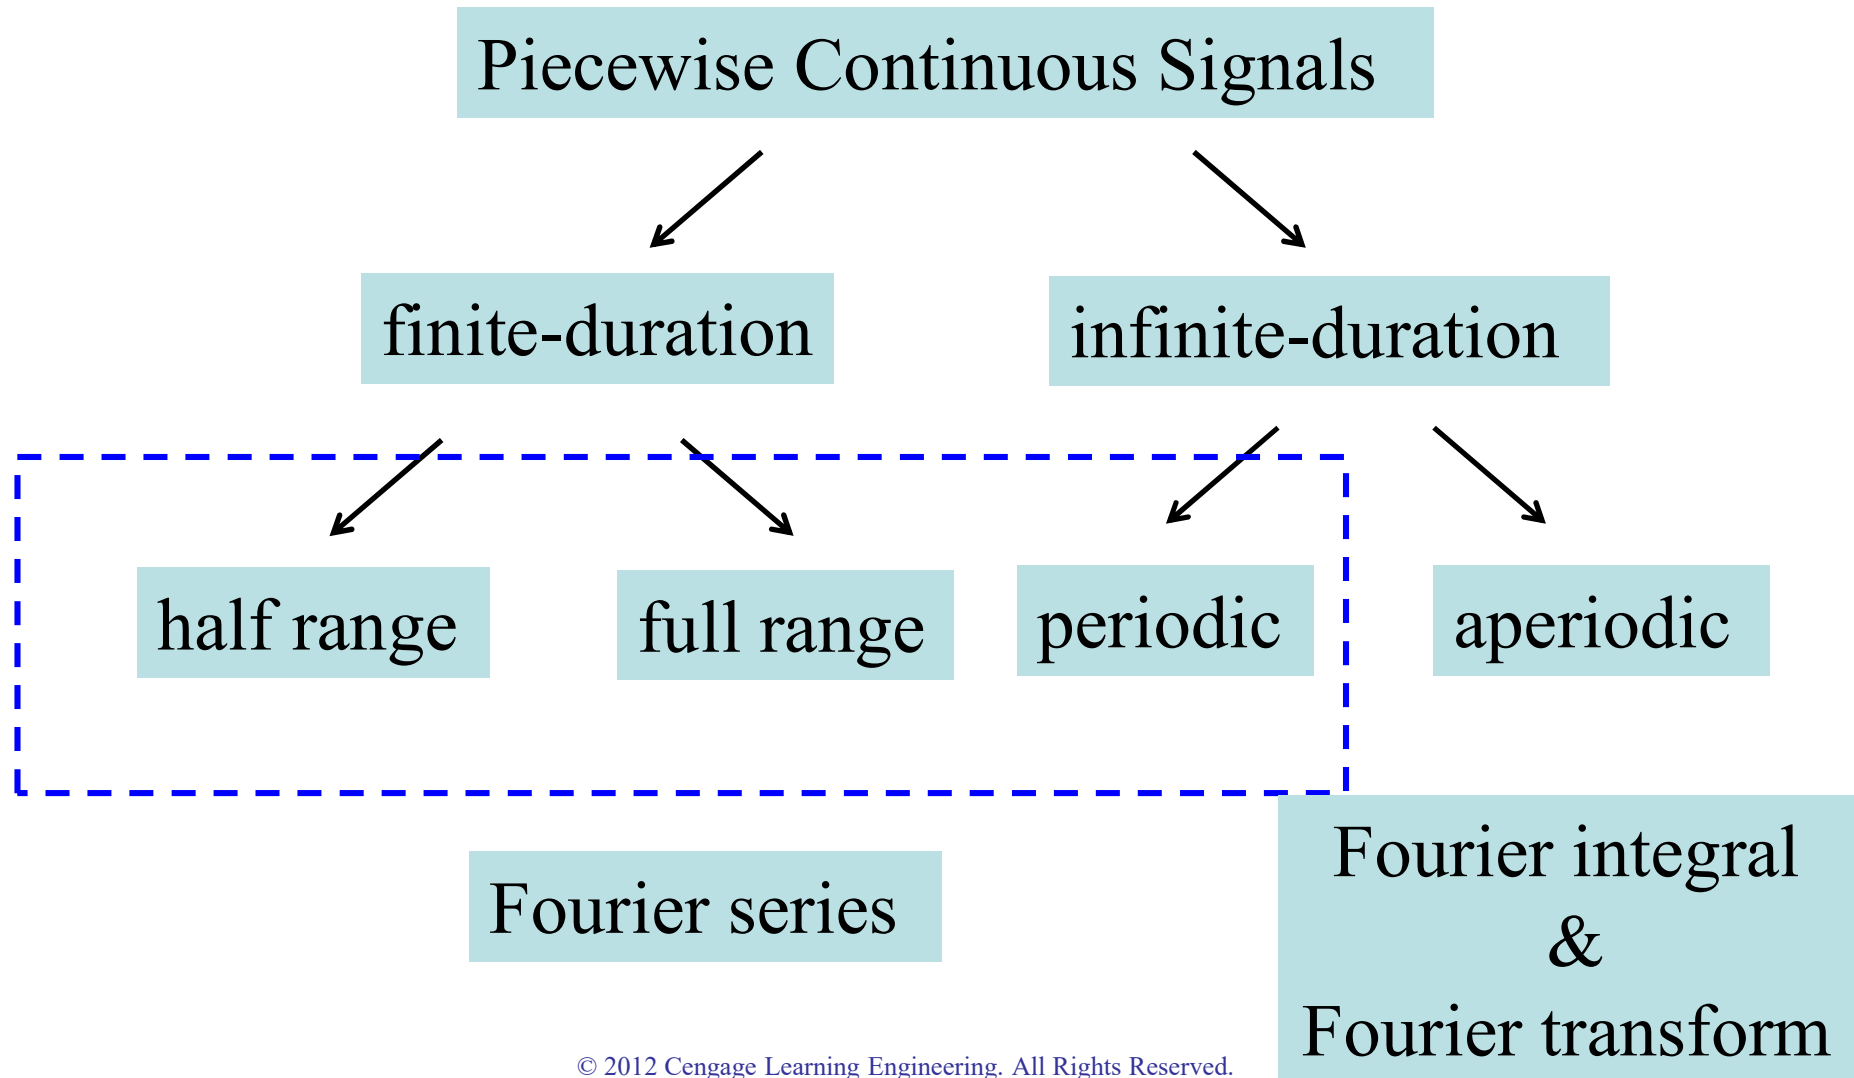 Piecewise Continuous Signals
finite-duration
infinite-duration
half range
full range
periodic
aperiodic
Fourier series
Fourier integral
&
Fourier transform
© 2012 Cengage Learning Engineering. All Rights Reserved.